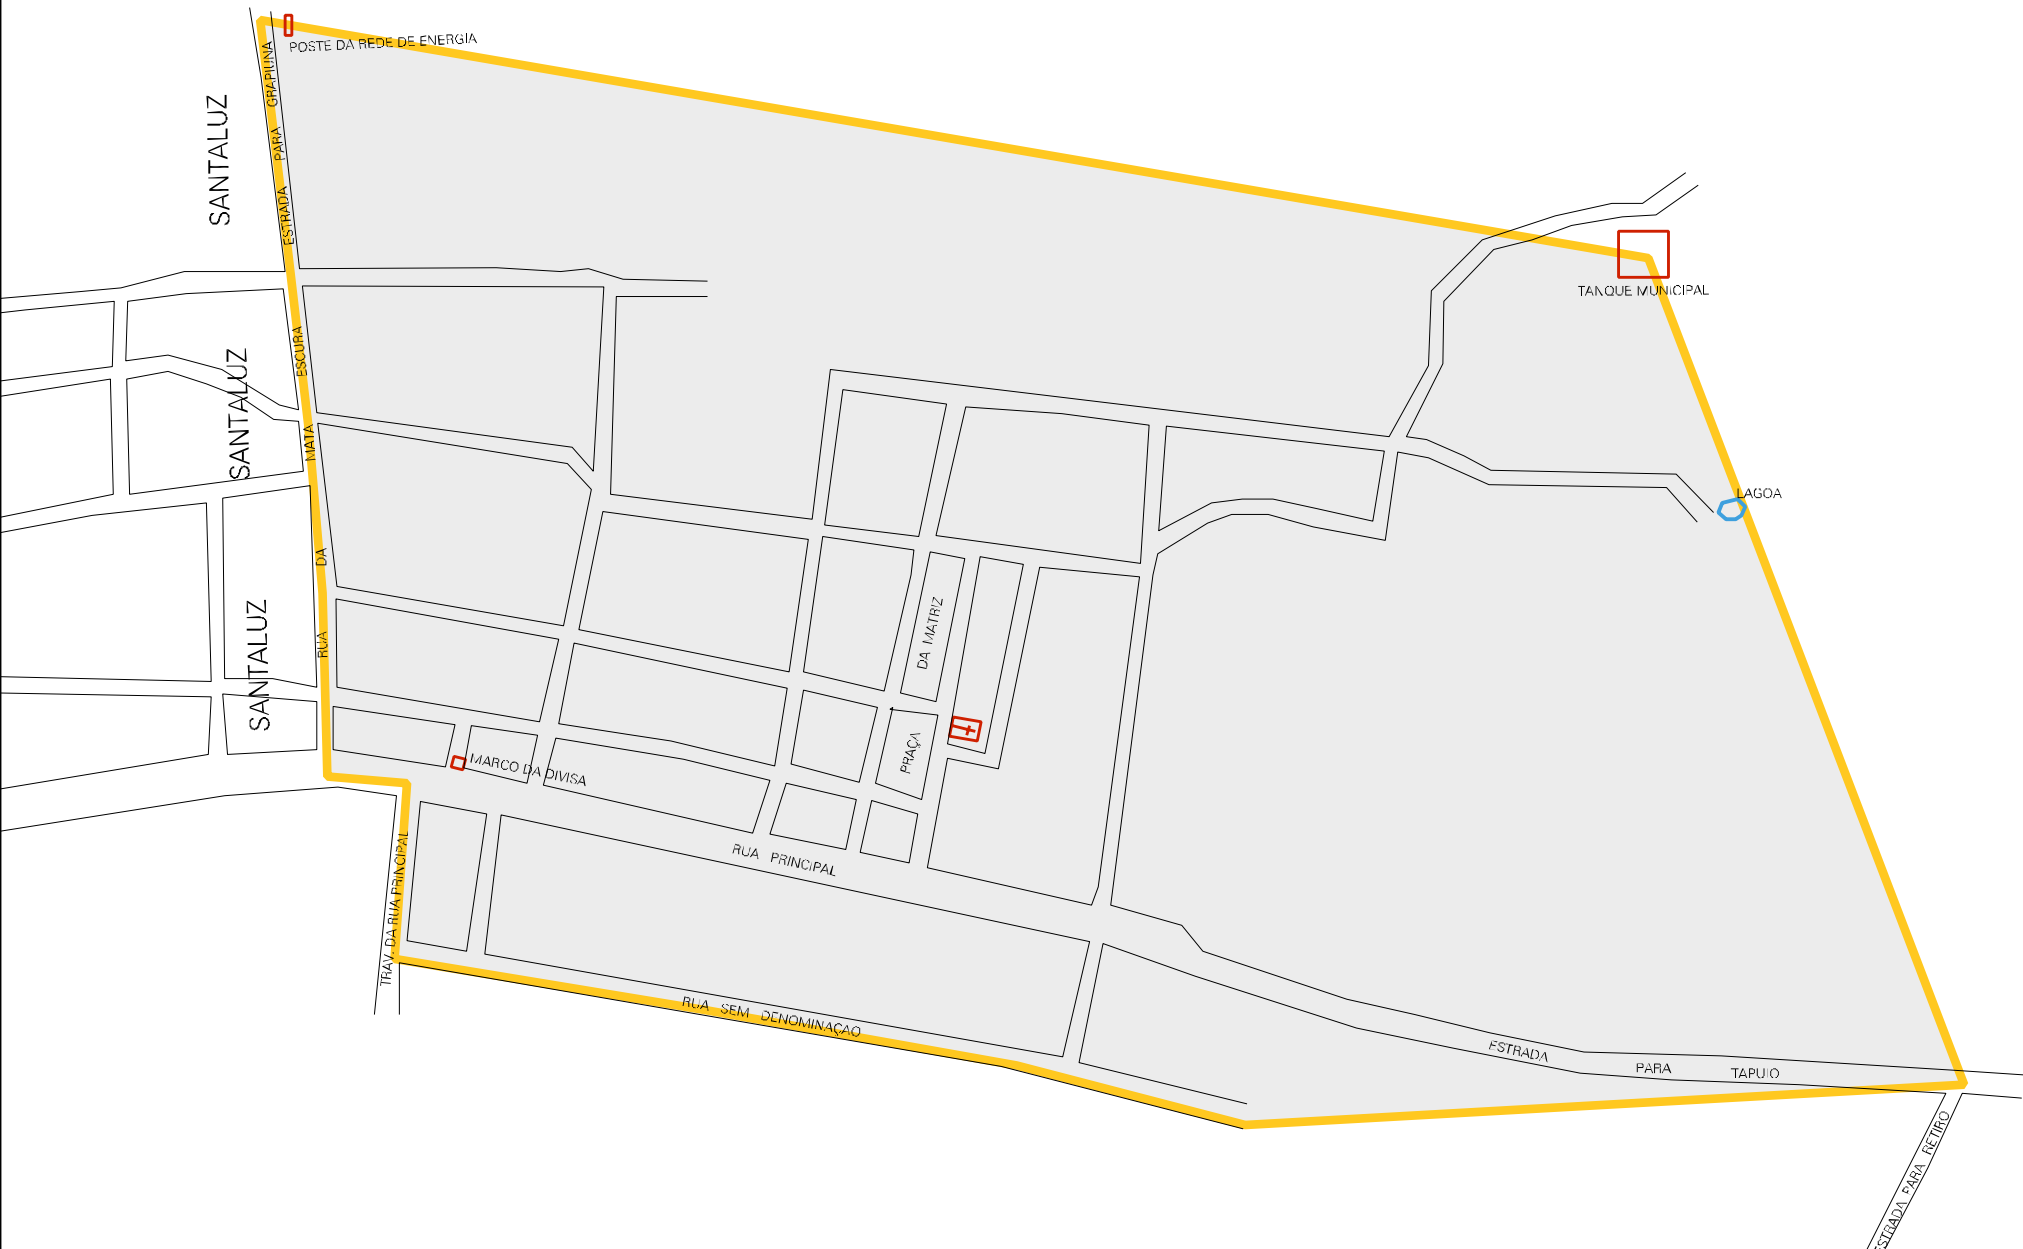 POSTE DA REDE DE ENERGIA
ESTRADA PARA GRAPIUNA
SANTALUZ
TANQUE MUNICIPAL
RUA DA MATA ESCURA
SANTALUZ
LAGOA
SANTALUZ
PRAÇA DA MATRIZ
MARCO DA DIVISA
RUA PRINCIPAL
TRAV. DA RUA PRINCIPAL
RUA SEM DENOMINAÇAO
ESTRADA PARA TAPUIO
ESTRADA PARA RETIRO